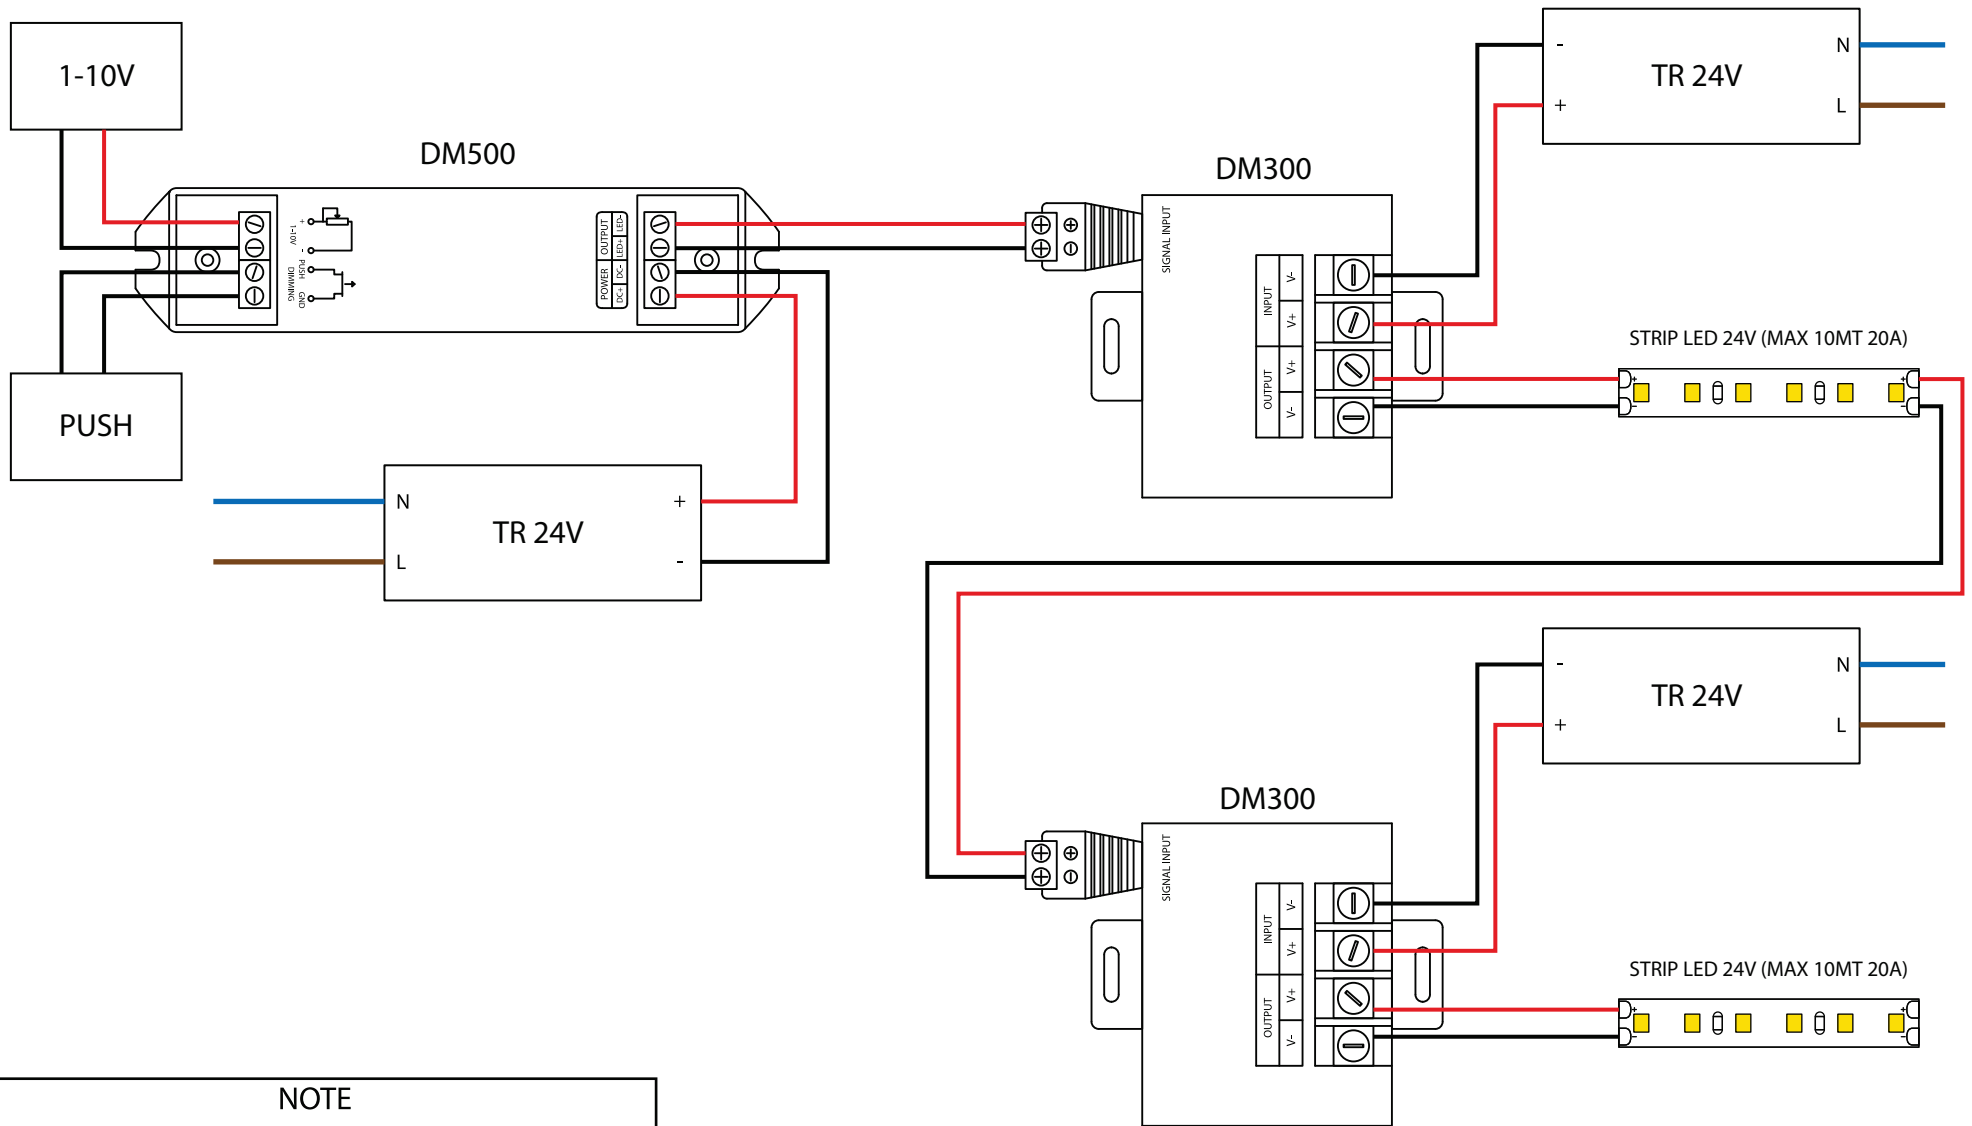 1-10V
DM500
+ 1-10V -
PUSH GND
DIMMING
OUTPUT LED- LED+
POWER DC- DC+
PUSH
N
L
TR 24V
+
-
DM300
SIGNAL INPUT
+
-
INPUT V- V+
OUTPUT V+ V-
-
+
TR 24V
N
L
STRIP LED 24V (MAX 10MT 20A)
+ +
- -
-
+
TR 24V
N
L
DM300
SIGNAL INPUT
+
-
INPUT V- V+
OUTPUT V+ V-
STRIP LED 24V (MAX 10MT 20A)
+ +
- -
NOTE